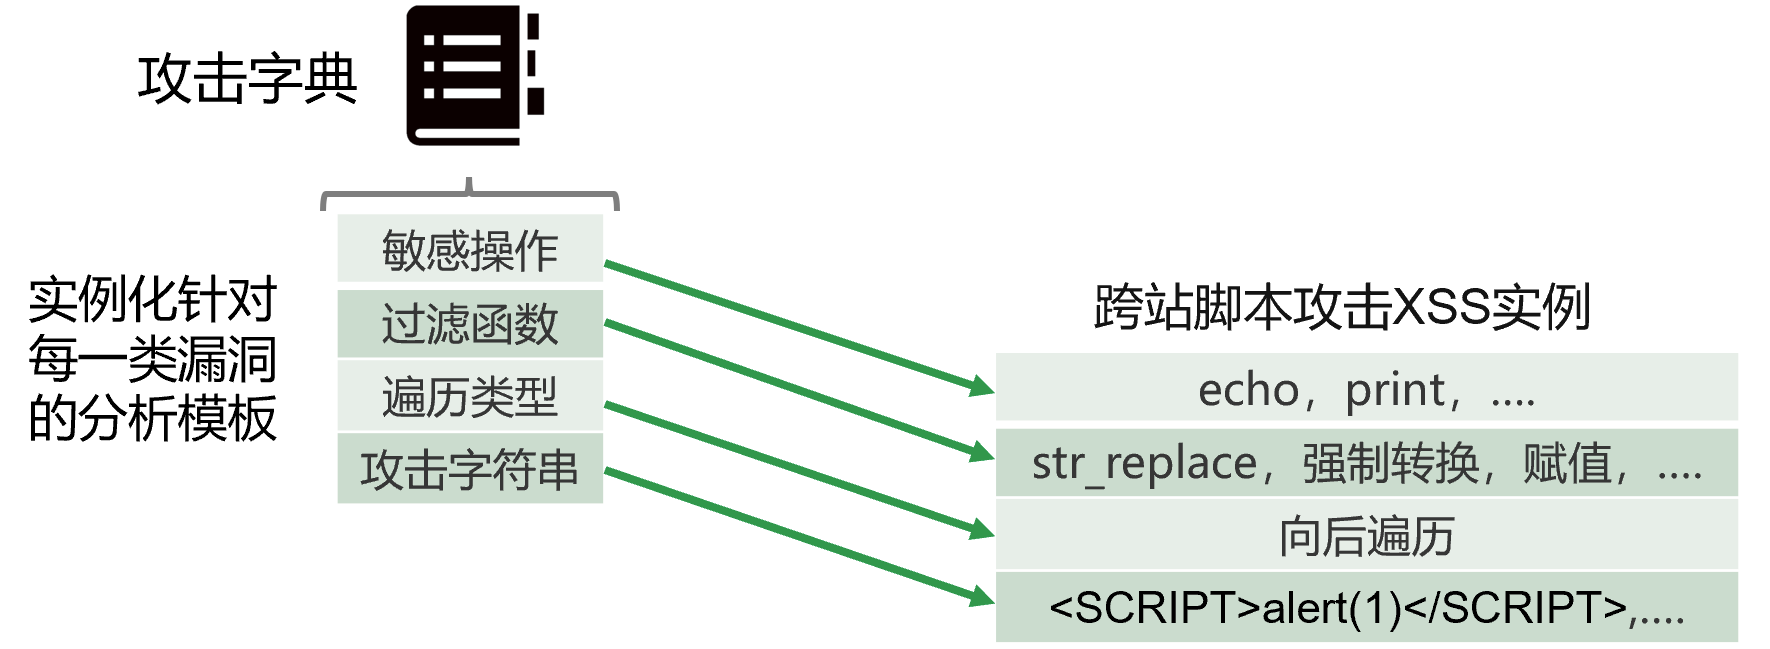 攻击字典
实例化针对
每一类漏洞
的分析模板
敏感操作
过滤函数
遍历类型
攻击字符串
跨站脚本攻击XSS实例
echo，print，....
str_replace，强制转换，赋值，....
向后遍历
<SCRIPT>alert(1)</SCRIPT>,....